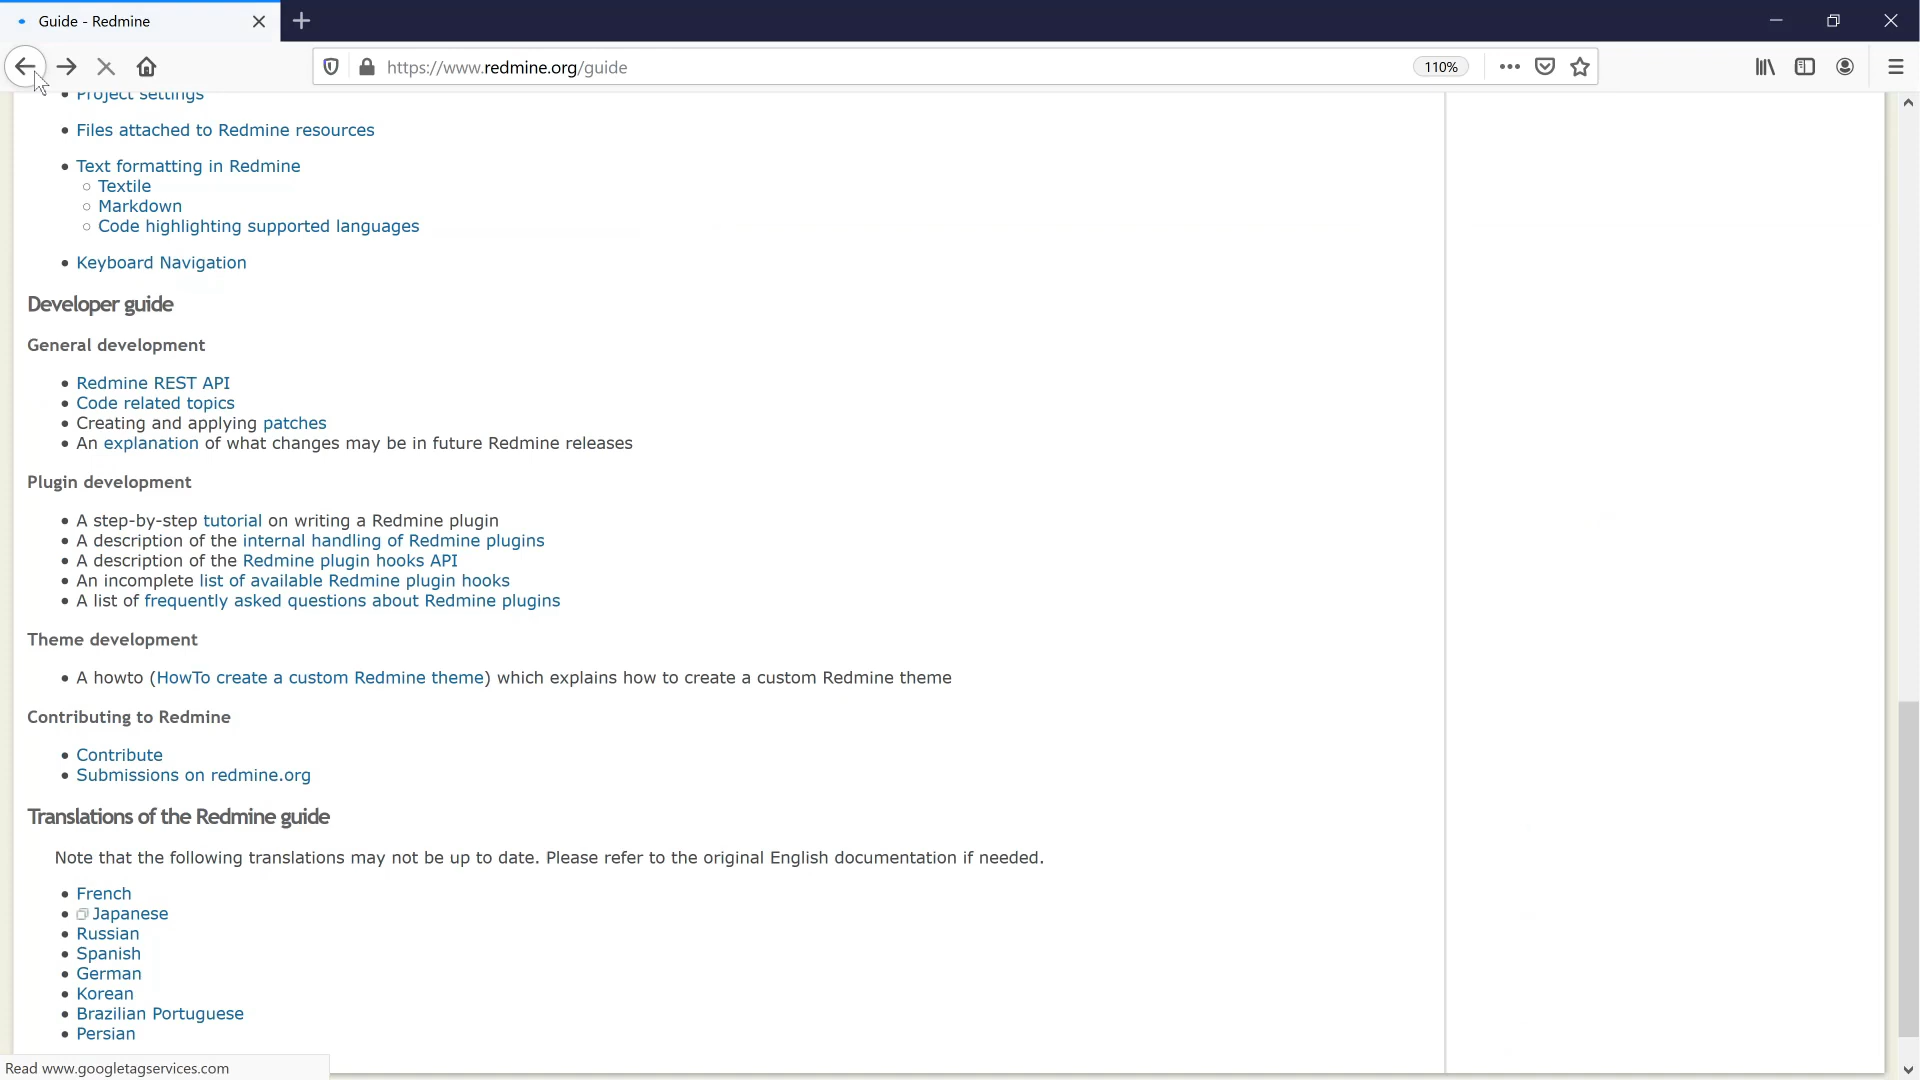 Guide - Redmine
https://www.redmine.org/guide
110%
Project settings
Files attached to Redmine resources
Text formatting in Redmine
Textile
Markdown
Code highlighting supported languages
Keyboard Navigation
Developer guide
General development
Redmine REST API
Code related topics
Creating and applying patches
An explanation of what changes may be in future Redmine releases
Plugin development
A step-by-step tutorial on writing a Redmine plugin
A description of the internal handling of Redmine plugins
A description of the Redmine plugin hooks API
An incomplete list of available Redmine plugin hooks
A list of frequently asked questions about Redmine plugins
Theme development
A howto (HowTo create a custom Redmine theme) which explains how to create a custom Redmine theme
Contributing to Redmine
Contribute
Submissions on redmine.org
Translations of the Redmine guide
Note that the following translations may not be up to date. Please refer to the original English documentation if needed.
French
Japanese
Russian
Spanish
German
Korean
Brazilian Portuguese
Persian
Read www.googletagservices.com